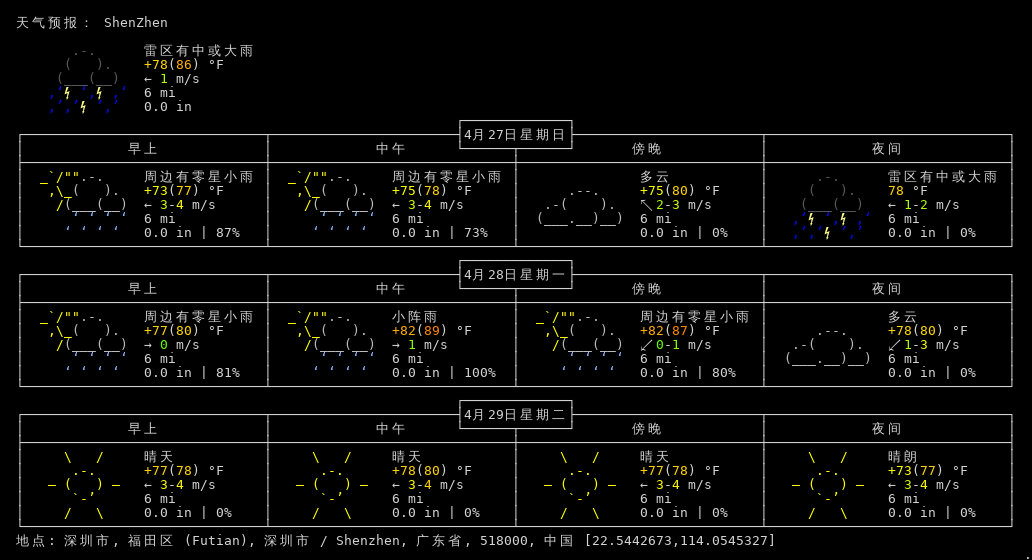 天气预报： ShenZhen
雷区有中或大雨
+78(86) °F
← 1 m/s
6 mi
0.0 in
4月27日星期日
早上 中午 傍晚 夜间
周边有零星小雨 周边有零星小雨 多云 雷区有中或大雨
+73(77) °F +75(78) °F +75(80) °F 78 °F
← 3-4 m/s ← 3-4 m/s ↖ 2-3 m/s ← 1-2 m/s
6 mi 6 mi 6 mi 6 mi
0.0 in | 87% 0.0 in | 73% 0.0 in | 0% 0.0 in | 0%
4月28日星期一
早上 中午 傍晚 夜间
周边有零星小雨 小阵雨 周边有零星小雨 多云
+77(80) °F +82(89) °F +82(87) °F +78(80) °F
→ 0 m/s → 1 m/s ↙ 0-1 m/s ↙ 1-3 m/s
6 mi 6 mi 6 mi 6 mi
0.0 in | 81% 0.0 in | 100% 0.0 in | 80% 0.0 in | 0%
4月29日星期二
早上 中午 傍晚 夜间
晴天 晴天 晴天 晴朗
+77(78) °F +78(80) °F +77(78) °F +73(77) °F
← 3-4 m/s ← 3-4 m/s ← 3-4 m/s ← 3-4 m/s
6 mi 6 mi 6 mi 6 mi
0.0 in | 0% 0.0 in | 0% 0.0 in | 0% 0.0 in | 0%
地点: 深圳市, 福田区 (Futian), 深圳市 / Shenzhen, 广东省, 518000, 中国 [22.5442673,114.0545327]